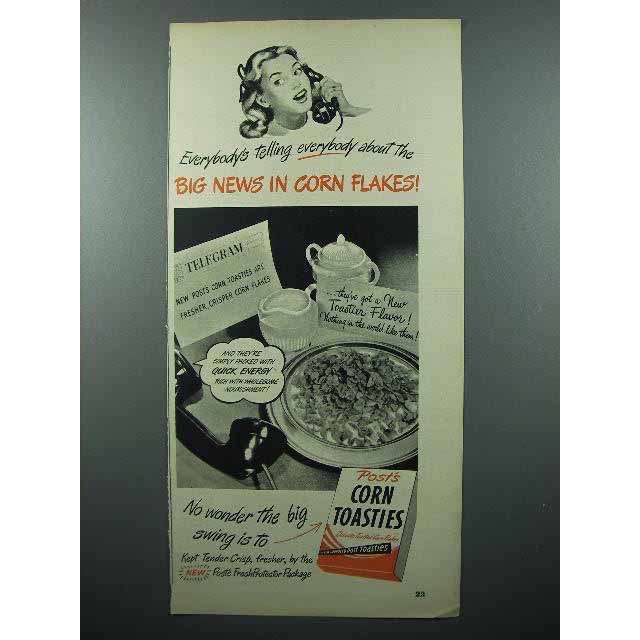 Everybody's telling everybody about the
BIG NEWS IN CORN FLAKES!
TELEGRAM
NEW POST'S CORN TOASTIES ARE
FRESHER, CRISPER CORN FLAKES
...they've got a New
Toastier Flavor!
Nothing in the world like them!
AND THEY'RE
SIMPLY PACKED WITH
QUICK ENERGY
RICH WITH WHOLESOME
NOURISHMENT!
No wonder the big
swing is to
Post's
CORN
TOASTIES
POST TOASTIES
Kept Tender Crisp, fresher, by the
NEW Post's Fresh Protector Package
23